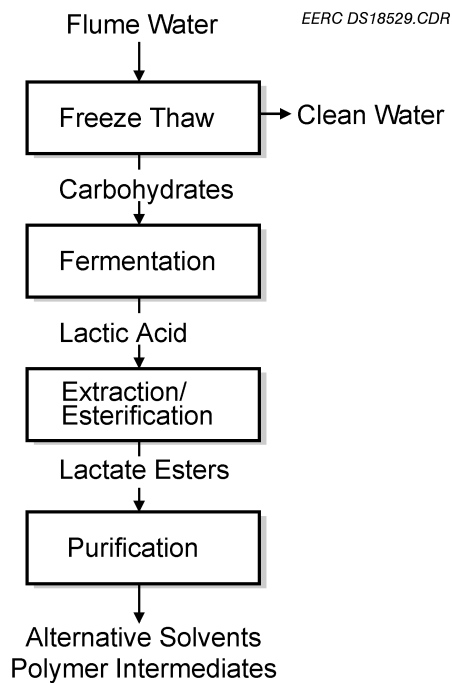 Flume Water
EERC DS18529.CDR
Freeze Thaw
Clean Water
Carbohydrates
Fermentation
Lactic Acid
Extraction/
Esterification
Lactate Esters
Purification
Alternative Solvents
Polymer Intermediates